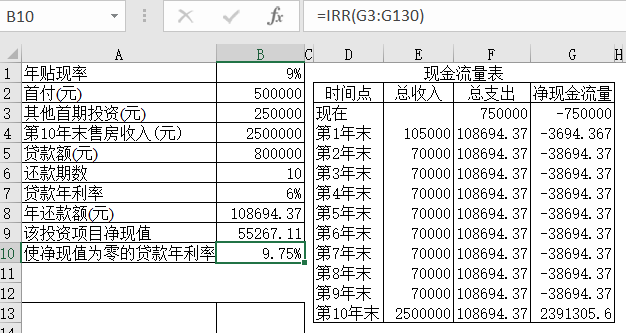 B10 fx =IRR(G3:G130)
A B C D E F G H
1 年贴现率 9% 现金流量表
2 首付(元) 500000 时间点 总收入 总支出 净现金流量
3 其他首期投资(元) 250000 现在 750000 -750000
4 第10年末售房收入(元) 2500000 第1年末 105000 108694.37 -3694.367
5 贷款额(元) 800000 第2年末 70000 108694.37 -38694.37
6 还款期数 10 第3年末 70000 108694.37 -38694.37
7 贷款年利率 6% 第4年末 70000 108694.37 -38694.37
8 年还款额(元) 108694.37 第5年末 70000 108694.37 -38694.37
9 该投资项目净现值 55267.11 第6年末 70000 108694.37 -38694.37
10 使净现值为零的贷款年利率 9.75% 第7年末 70000 108694.37 -38694.37
11 第8年末 70000 108694.37 -38694.37
12 第9年末 70000 108694.37 -38694.37
13 第10年末 2500000 108694.37 2391305.6
14